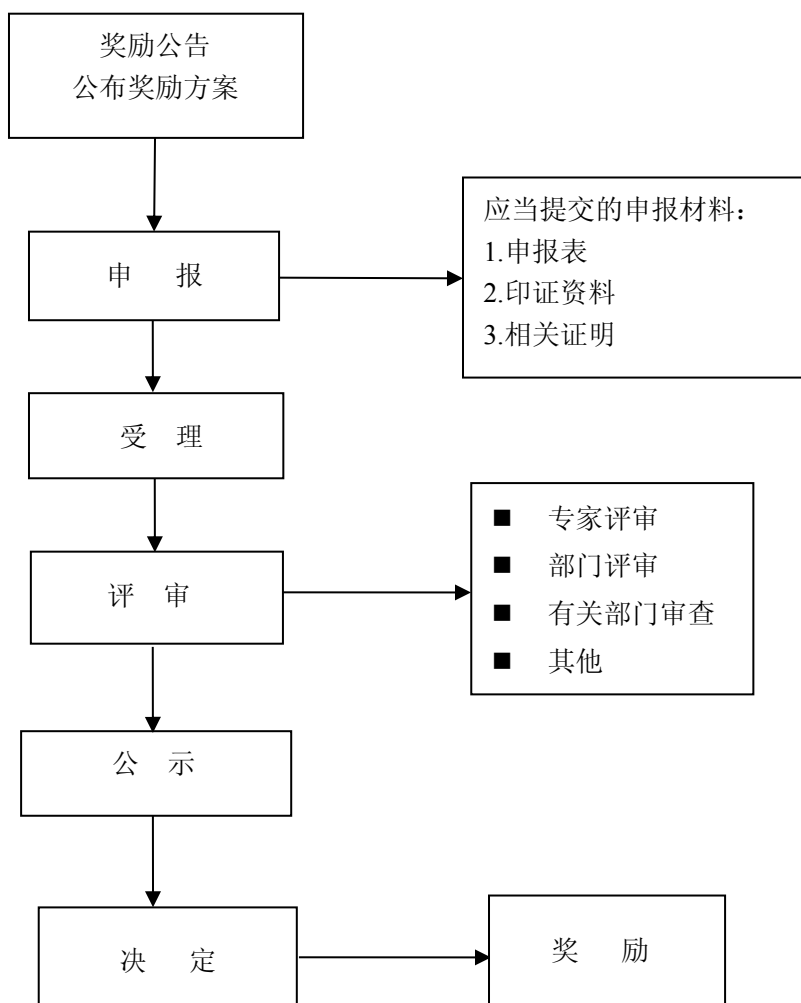 奖励公告
公布奖励方案
申 报
应当提交的申报材料：
1.申报表
2.印证资料
3.相关证明
受 理
评 审
■ 专家评审
■ 部门评审
■ 有关部门审查
■ 其他
公 示
决 定
奖 励